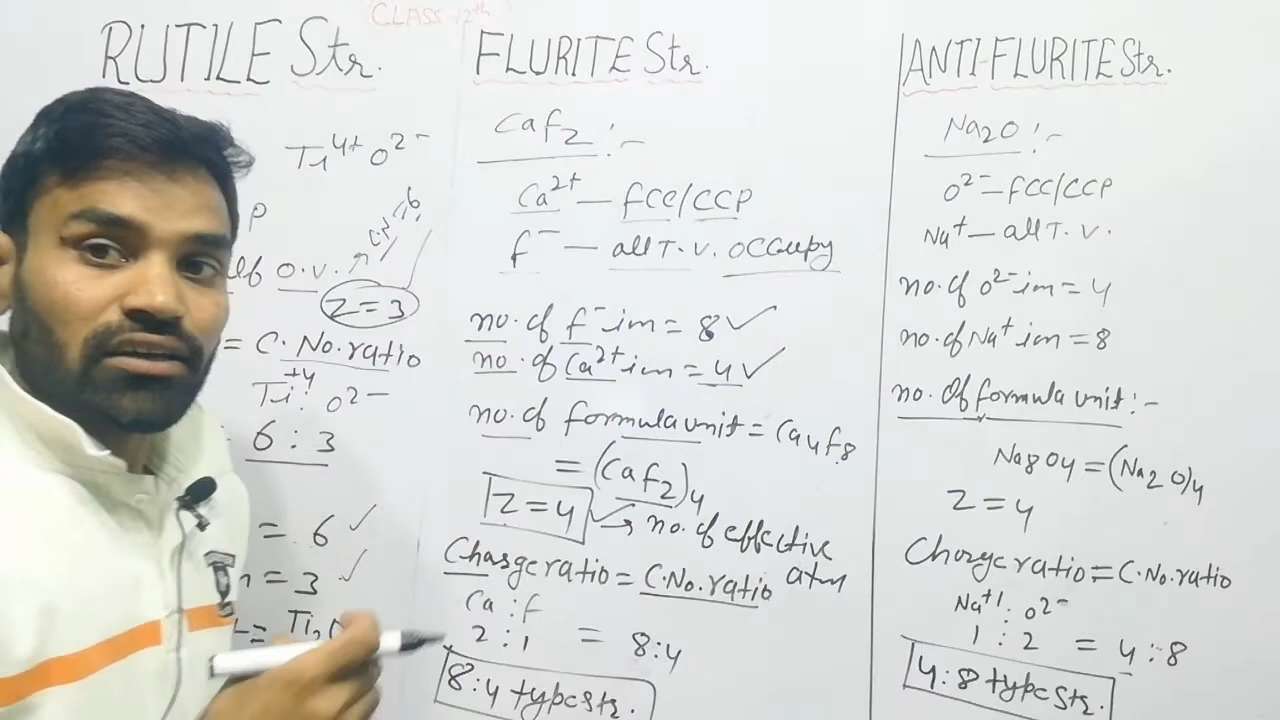 CLASS-12th
RUTILE Str.
Ti4+ O2-
P
lf O.V.
C.N 6
Z=3
= C.No.ratio
+4
Ti : O2-
6:3
= 6 ✓
= 3 ✓
FLURITE Str.
Caf2 :-
Ca2+ — fCC/CCP
f- — all T.V. occupy
no. of f- ion = 8 ✓
no. of Ca2+ ion = 4 ✓
no. of formula unit = Ca4f8
= (Caf2)4
Z=4 → no. of effective
atm
Charge ratio = C.No.ratio
Ca : f
2 : 1 = 8:4
8:4 type str.
ANTI-FLURITE Str.
Na2O :-
O2- — fCC/CCP
Na+ — all T.V.
no. of O2- ion = 4
no. of Na+ ion = 8
no. Of formula unit :-
Na8O4 = (Na2O)4
Z = 4
Charge ratio = C.No.ratio
Na+1 : O2-
1 : 2 = 4:8
4:8 type str.